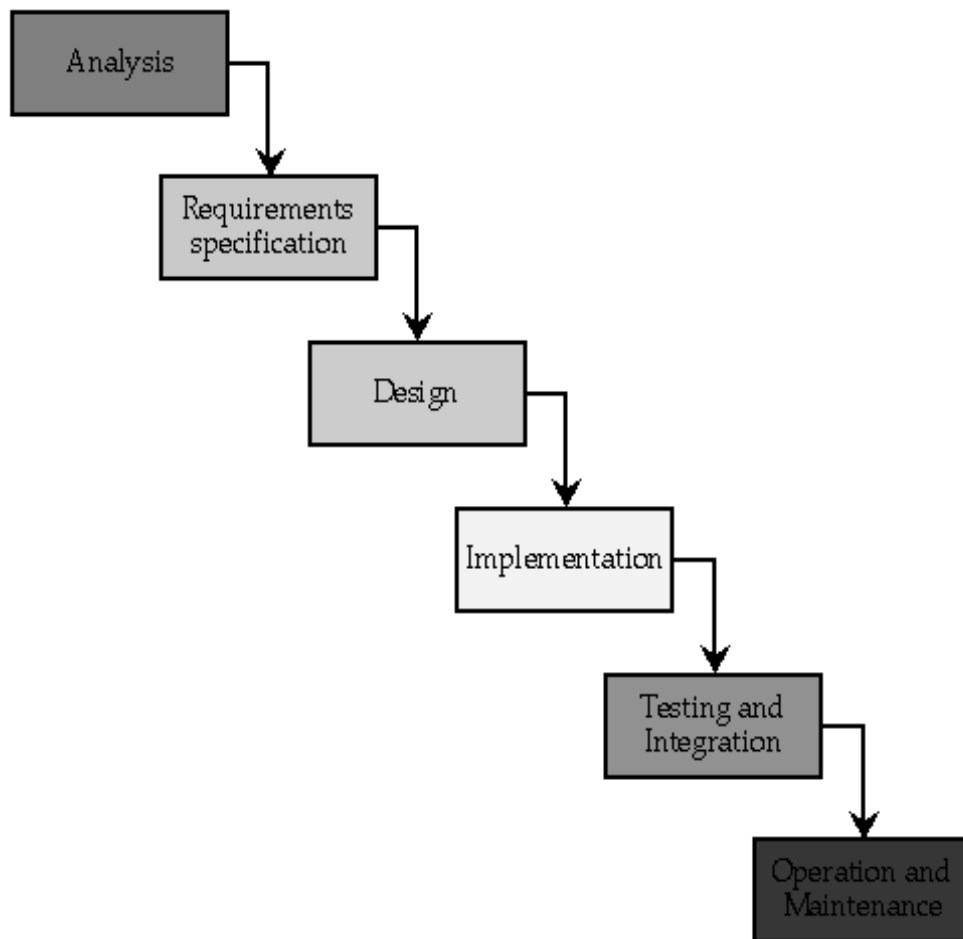 Analysis
Requirements
specification
Design
Implementation
Testing and
Integration
Operation and
Maintenance